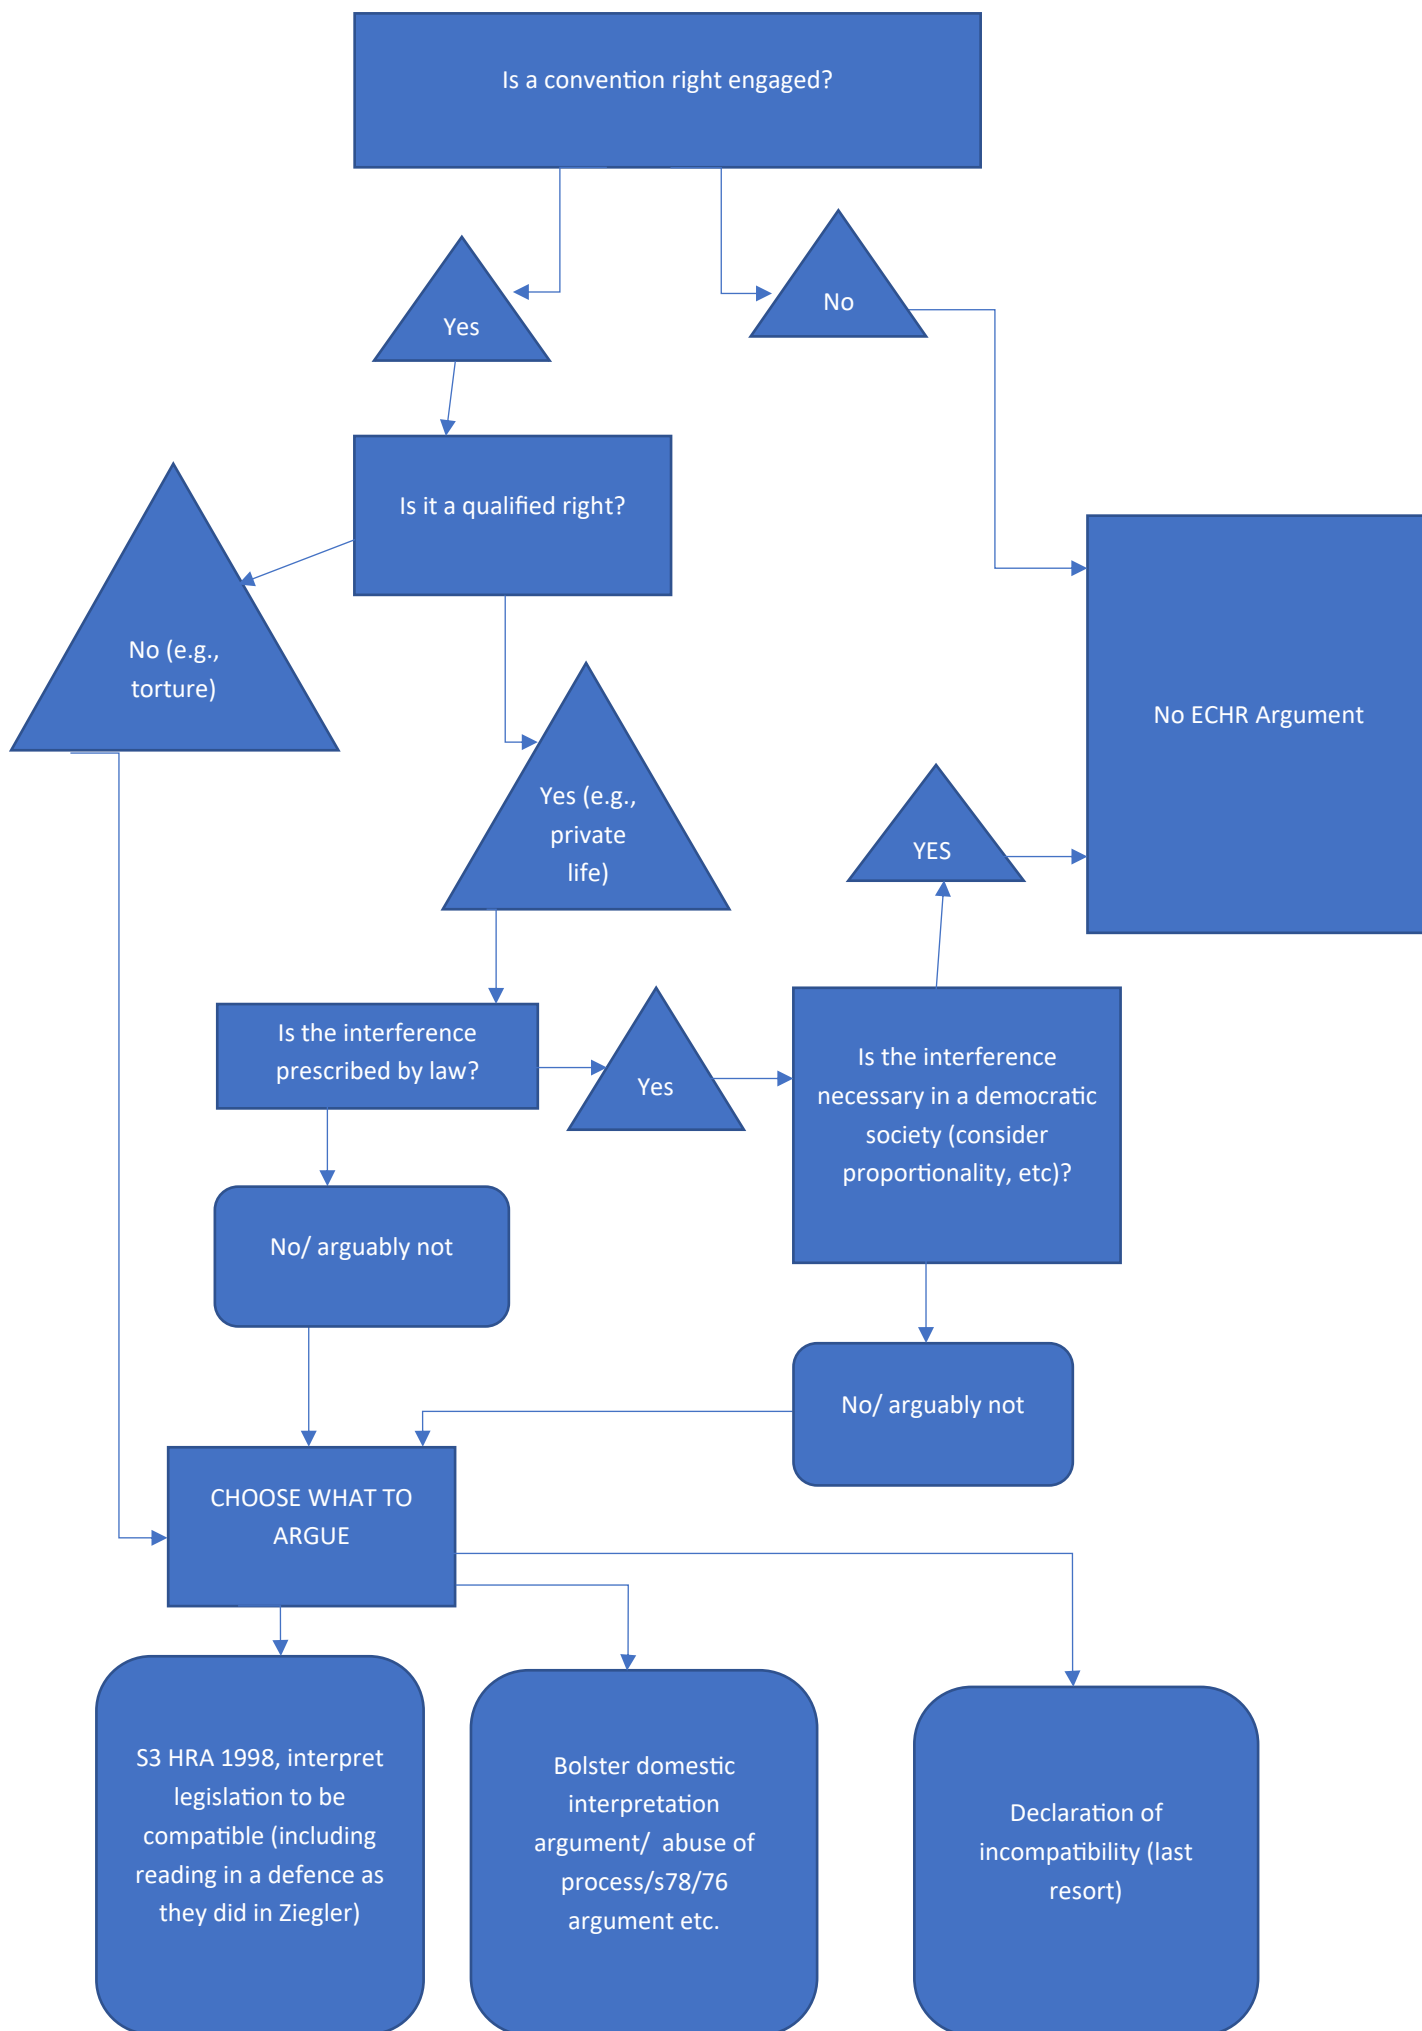 Is a convention right engaged?
No
Yes
Is it a qualified right?
No (e.g.,
torture)
No ECHR Argument
Yes (e.g.,
private
life)
YES
Is the interference
prescribed by law?
Yes
Is the interference
necessary in a democratic
society (consider
proportionality, etc)?
No/ arguably not
No/ arguably not
CHOOSE WHAT TO
ARGUE
S3 HRA 1998, interpret
legislation to be
compatible (including
reading in a defence as
they did in Ziegler)
Bolster domestic
interpretation
argument/  abuse of
process/s78/76
argument etc.
Declaration of
incompatibility (last
resort)